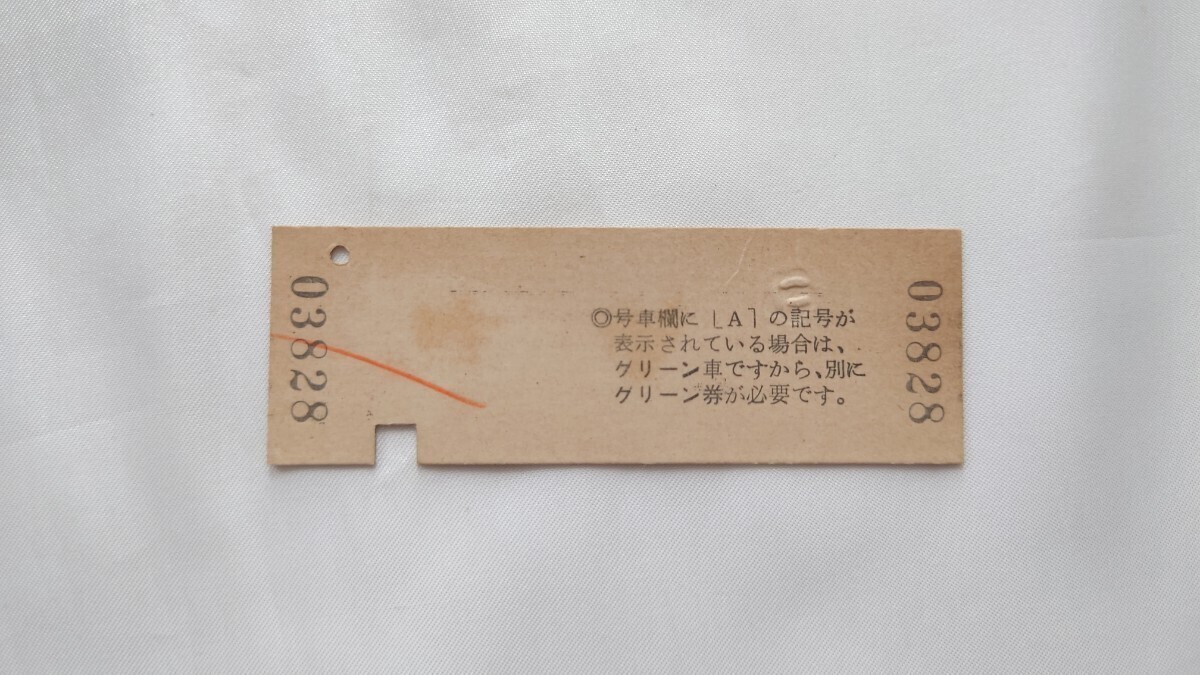 03828
◎号車欄に[A]の記号が
表示されている場合は、
グリーン車ですから、別に
グリーン券が必要です。
03828